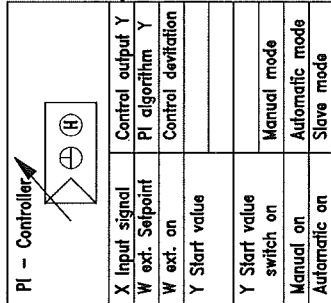 PI - Controller
H
X Input signal Control output Y
W ext. Setpoint PI algorithm Y
W ext. on Control devitation
Y Start value
Y Start value
switch on Manual mode
Manual on Automatic mode
Automatic on Slave mode